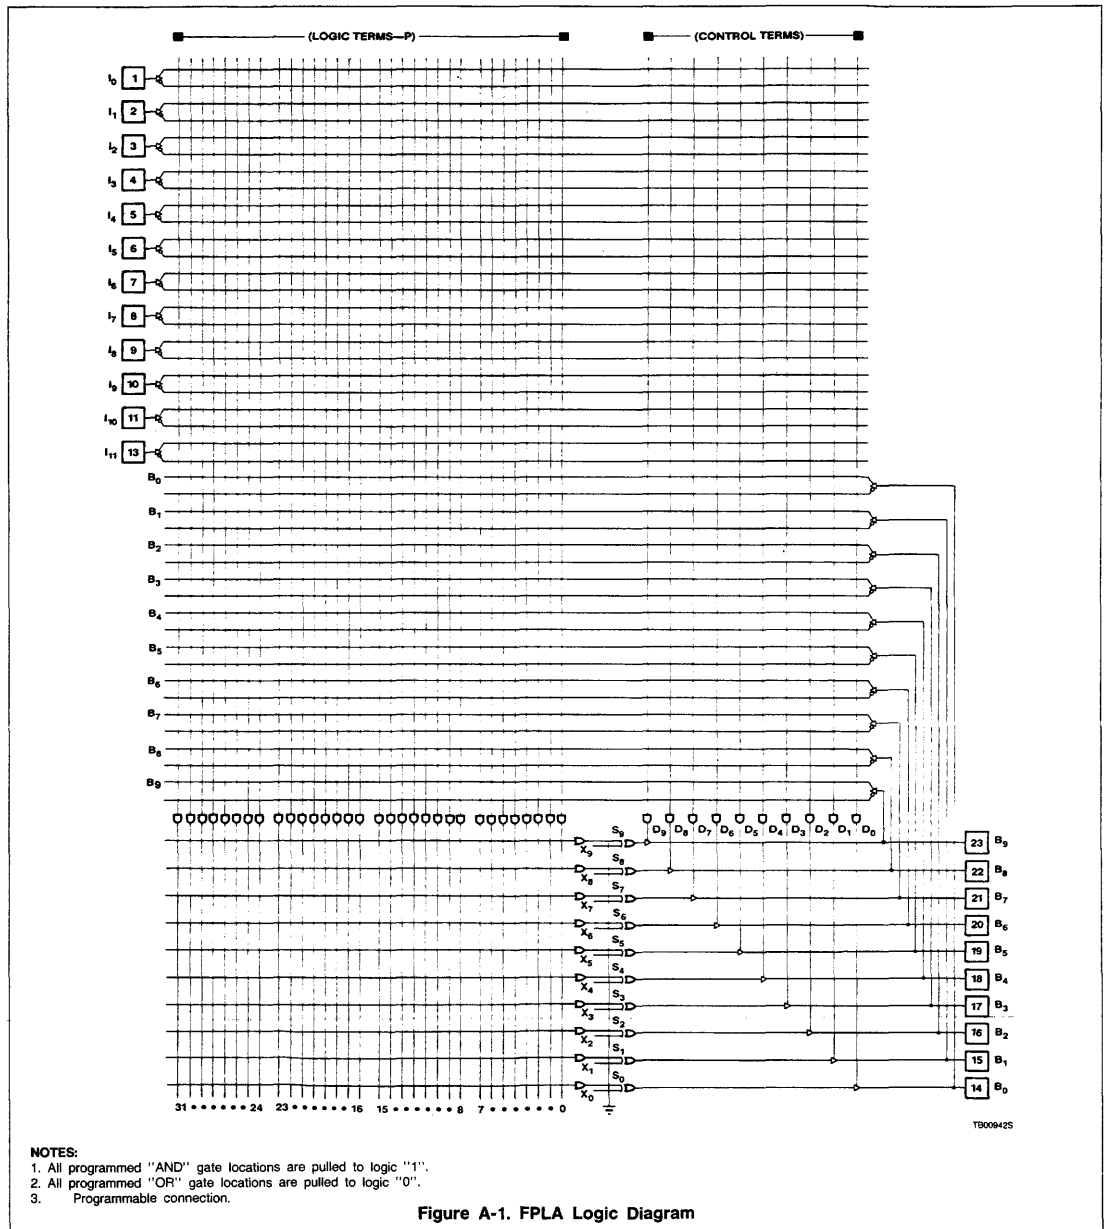 (LOGIC TERMS—P) (CONTROL TERMS)
I0 1
I1 2
I2 3
I3 4
I4 5
I5 6
I6 7
I7 8
I8 9
I9 10
I10 11
I11 13
B0
B1
B2
B3
B4
B5
B6
B7
B8
B9
D9 D8 D7 D6 D5 D4 D3 D2 D1 D0
X9 S9 23 B9
X8 S8 22 B8
X7 S7 21 B7
X6 S6 20 B6
X5 S5 19 B5
X4 S4 18 B4
X3 S3 17 B3
X2 S2 16 B2
X1 S1 15 B1
X0 S0 14 B0
31 • • • • • • 24 23 • • • • • • 16 15 • • • • • • 8 7 • • • • • • 0
TB00942S
NOTES:
1. All programmed "AND" gate locations are pulled to logic "1".
2. All programmed "OR" gate locations are pulled to logic "0".
3. Programmable connection.
Figure A-1. FPLA Logic Diagram